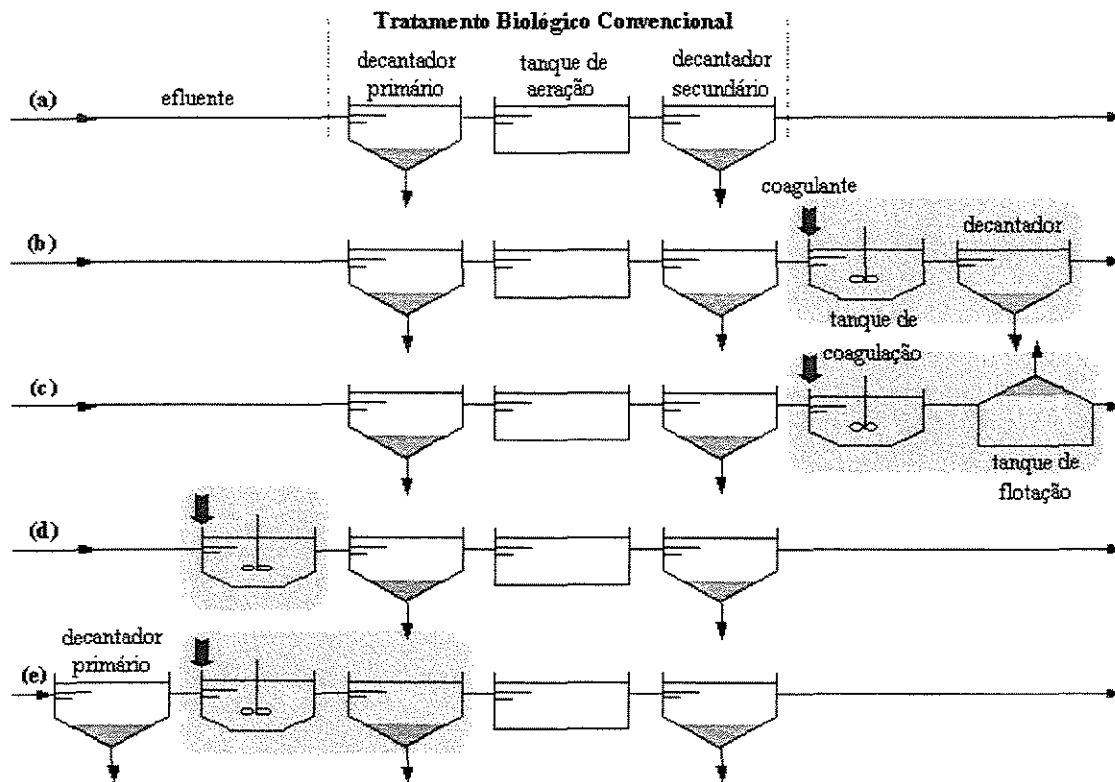 Tratamento Biológico Convencional
decantador
primário
tanque de
aeração
decantador
secundário
(a)
efluente
coagulante
(b)
decantador
tanque de
coagulação
(c)
tanque de
flotação
(d)
decantador
primário
(e)